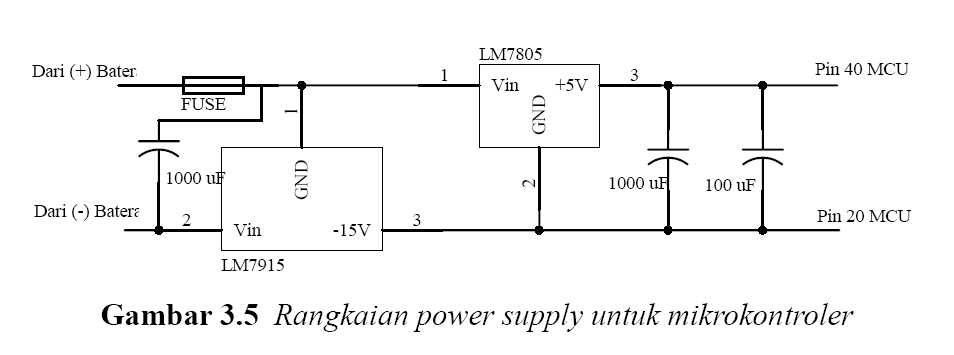 LM7805
Dari (+) Bater
1
3
Pin 40 MCU
Vin
+5V
FUSE
1
GND
1000 uF
GND
2
1000 uF
100 uF
Dari (-) Batera
2
Vin
-15V
3
Pin 20 MCU
LM7915
Gambar 3.5 Rangkaian power supply untuk mikrokontroler